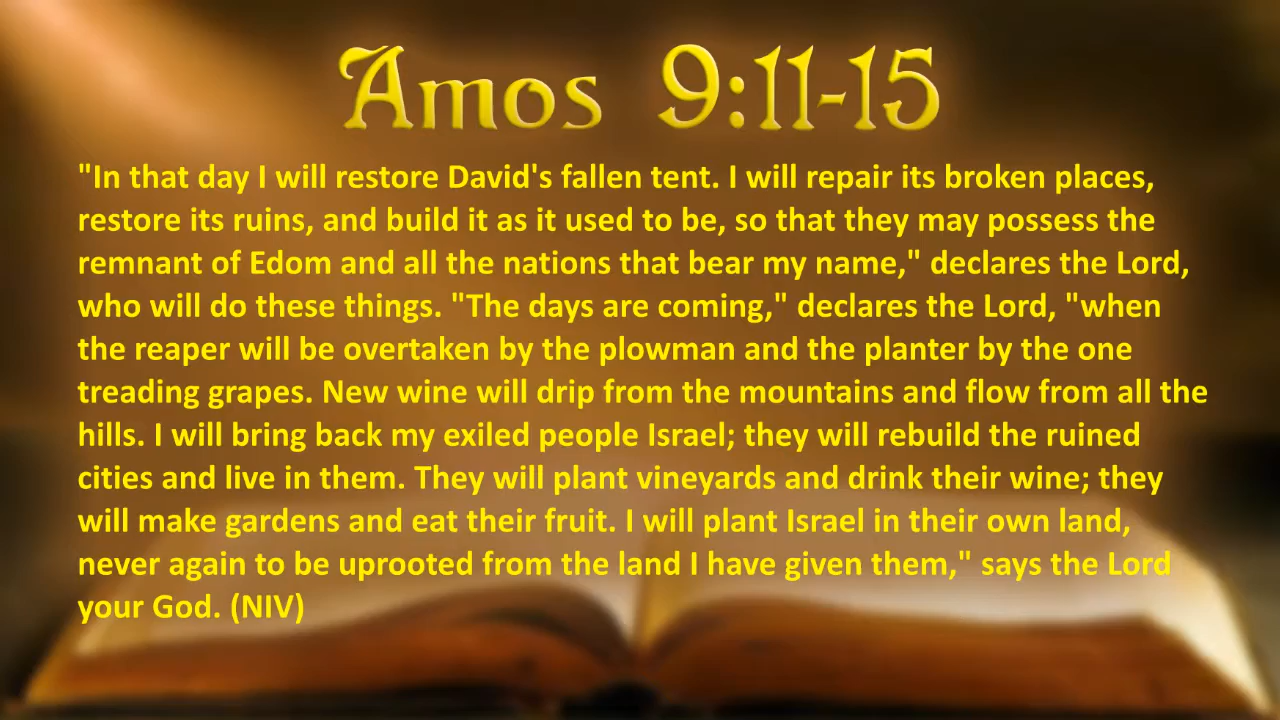 Amos 9:11-15
"In that day I will restore David's fallen tent. I will repair its broken places,
restore its ruins, and build it as it used to be, so that they may possess the
remnant of Edom and all the nations that bear my name," declares the Lord,
who will do these things. "The days are coming," declares the Lord, "when
the reaper will be overtaken by the plowman and the planter by the one
treading grapes. New wine will drip from the mountains and flow from all the
hills. I will bring back my exiled people Israel; they will rebuild the ruined
cities and live in them. They will plant vineyards and drink their wine; they
will make gardens and eat their fruit. I will plant Israel in their own land,
never again to be uprooted from the land I have given them," says the Lord
your God. (NIV)